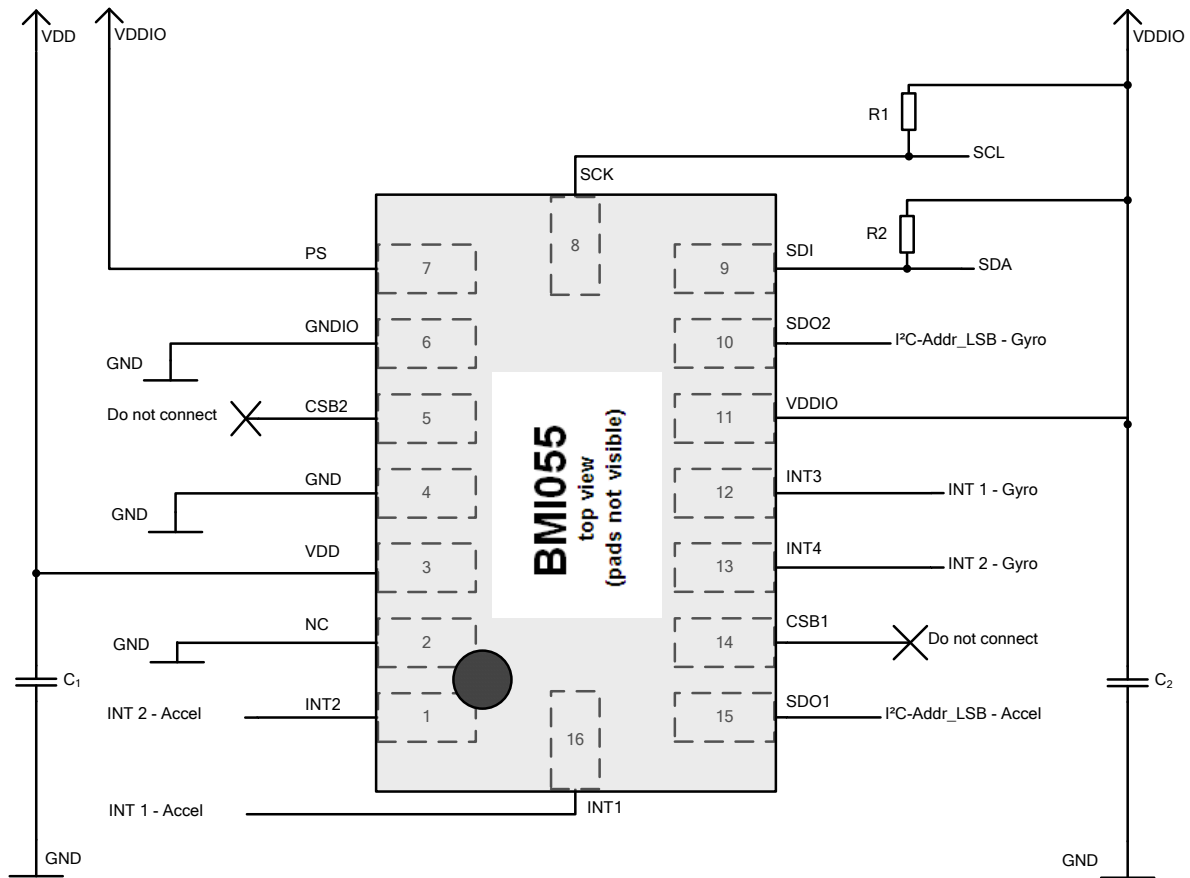 VDD
VDDIO
VDDIO
R1
SCL
SCK
R2
PS
7
8
9
SDI
SDA
GNDIO
GND
6
10
SDO2
I²C-Addr_LSB - Gyro
Do not connect
CSB2
5
11
VDDIO
GND
GND
4
12
INT3
INT 1 - Gyro
BMI055
top view
(pads not visible)
VDD
3
13
INT4
INT 2 - Gyro
NC
GND
2
14
CSB1
Do not connect
C₁
C₂
INT 2 - Accel
INT2
1
16
15
SDO1
I²C-Addr_LSB - Accel
INT 1 - Accel
INT1
GND
GND